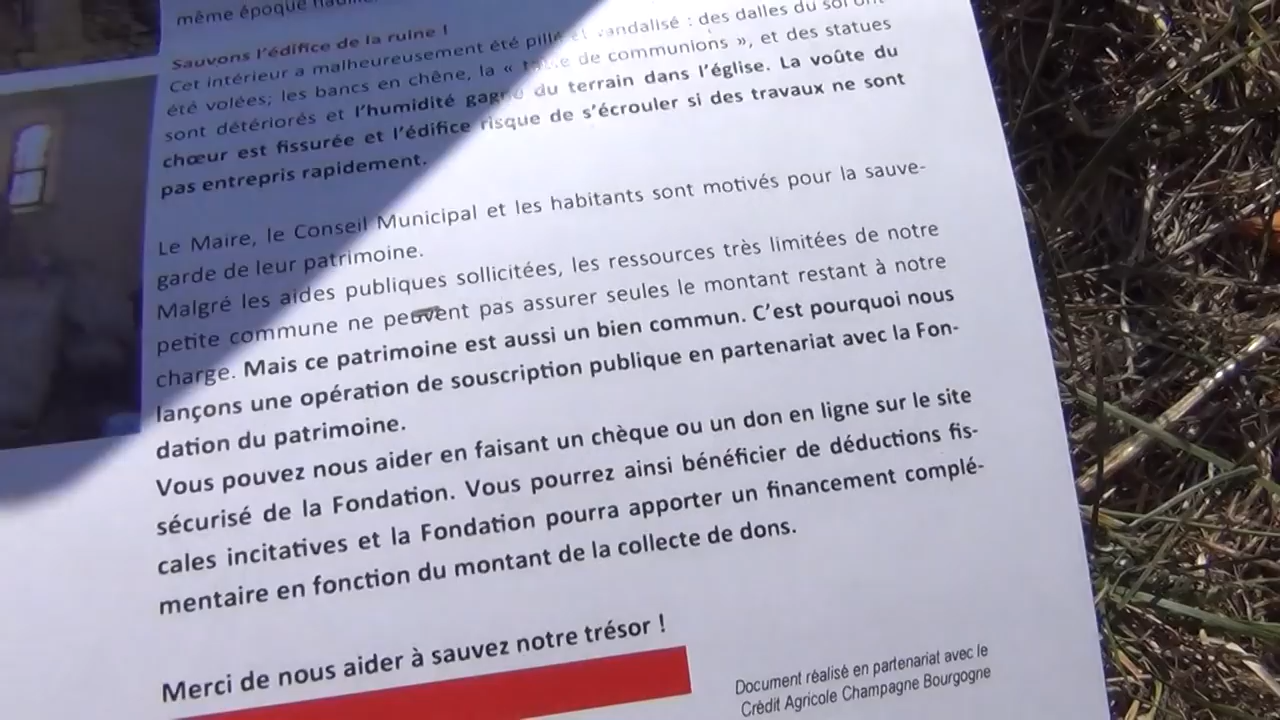 même époque
Sauvons l'édifice de la ruine !
Cet intérieur a malheureusement été pillé et vandalisé : des dalles du sol ont
été volées; les bancs en chêne, la « de communions », et des statues
sont détériorés et l'humidité gagne du terrain dans l'église. La voûte du
chœur est fissurée et l'édifice risque de s'écrouler si des travaux ne sont
pas entrepris rapidement.
Le Maire, le Conseil Municipal et les habitants sont motivés pour la sauve-
garde de leur patrimoine.
Malgré les aides publiques sollicitées, les ressources très limitées de notre
petite commune ne peuvent pas assurer seules le montant restant à notre
charge. Mais ce patrimoine est aussi un bien commun. C'est pourquoi nous
lançons une opération de souscription publique en partenariat avec la Fon-
dation du patrimoine.
Vous pouvez nous aider en faisant un chèque ou un don en ligne sur le site
sécurisé de la Fondation. Vous pourrez ainsi bénéficier de déductions fis-
cales incitatives et la Fondation pourra apporter un financement complé-
mentaire en fonction du montant de la collecte de dons.
Merci de nous aider à sauvez notre trésor !
Document réalisé en partenariat avec le
Crédit Agricole Champagne Bourgogne